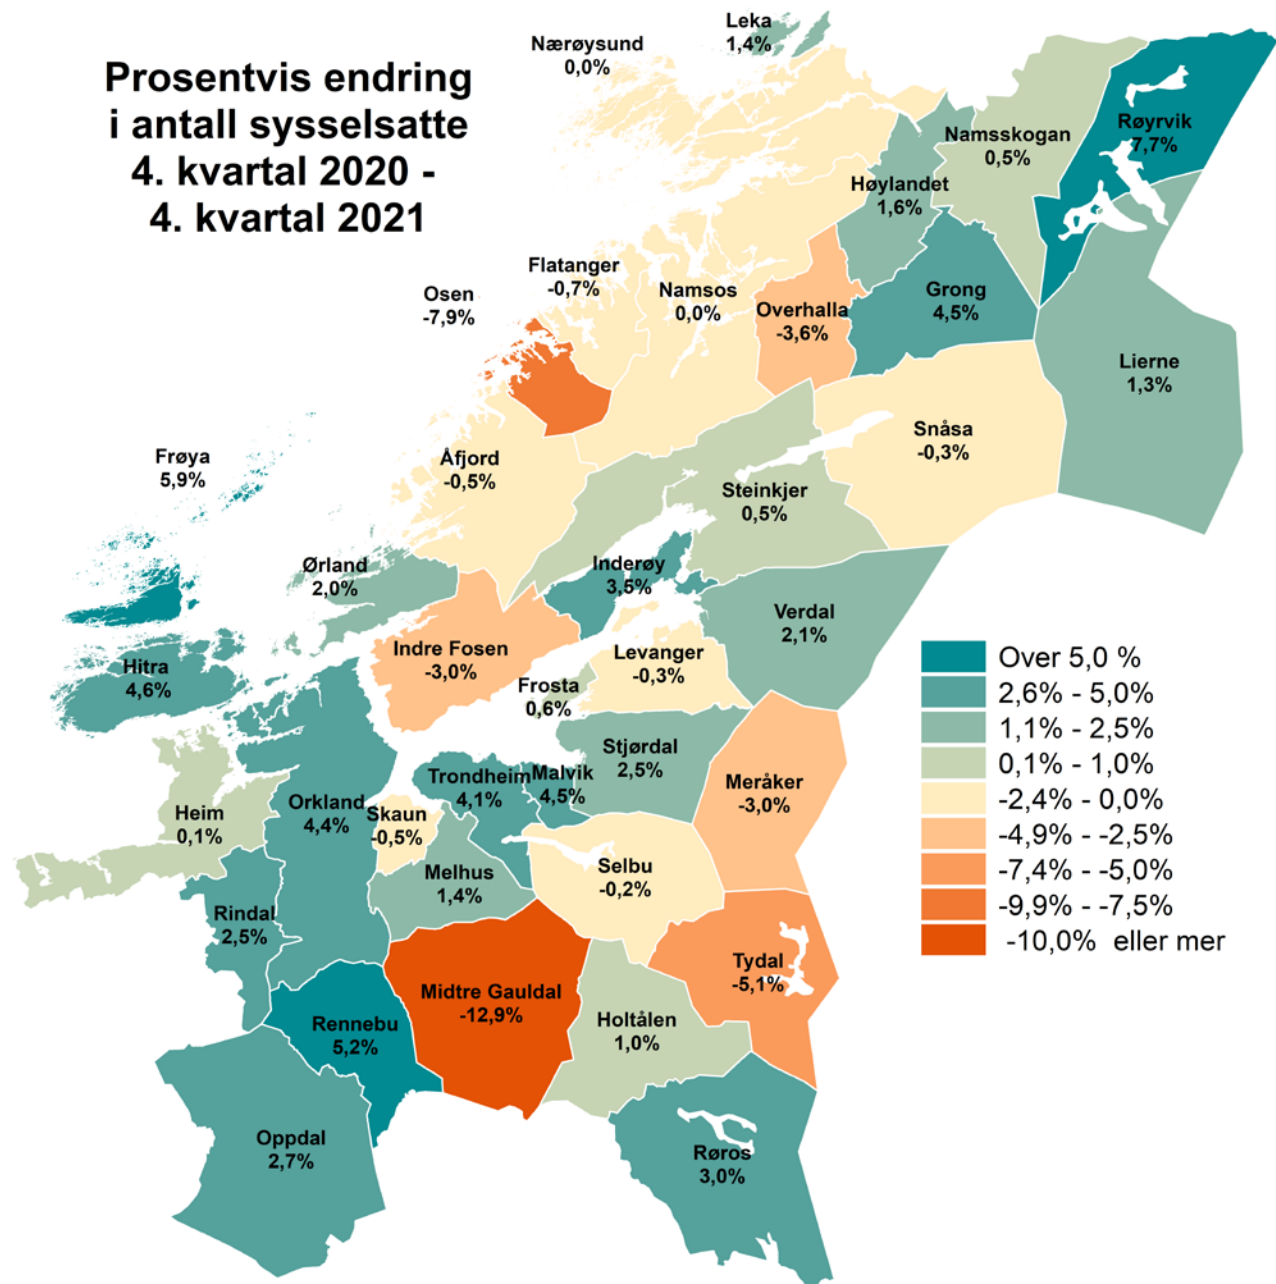 Prosentvis endring
i antall sysselsatte
4. kvartal 2020 -
4. kvartal 2021
Leka
1,4%
Nærøysund
0,0%
Namsskogan
0,5%
Røyrvik
7,7%
Høylandet
1,6%
Flatanger
-0,7%
Osen
-7,9%
Namsos
0,0%
Overhalla
-3,6%
Grong
4,5%
Lierne
1,3%
Snåsa
-0,3%
Frøya
5,9%
Åfjord
-0,5%
Steinkjer
0,5%
Ørland
2,0%
Inderøy
3,5%
Verdal
2,1%
Hitra
4,6%
Indre Fosen
-3,0%
Levanger
-0,3%
Frosta
0,6%
Stjørdal
2,5%
Meråker
-3,0%
Trondheim
4,1%
Malvik
4,5%
Heim
0,1%
Orkland
4,4%
Skaun
-0,5%
Melhus
1,4%
Selbu
-0,2%
Rindal
2,5%
Tydal
-5,1%
Midtre Gauldal
-12,9%
Holtålen
1,0%
Rennebu
5,2%
Oppdal
2,7%
Røros
3,0%
Over 5,0 %
2,6% - 5,0%
1,1% - 2,5%
0,1% - 1,0%
-2,4% - 0,0%
-4,9% - -2,5%
-7,4% - -5,0%
-9,9% - -7,5%
-10,0% eller mer